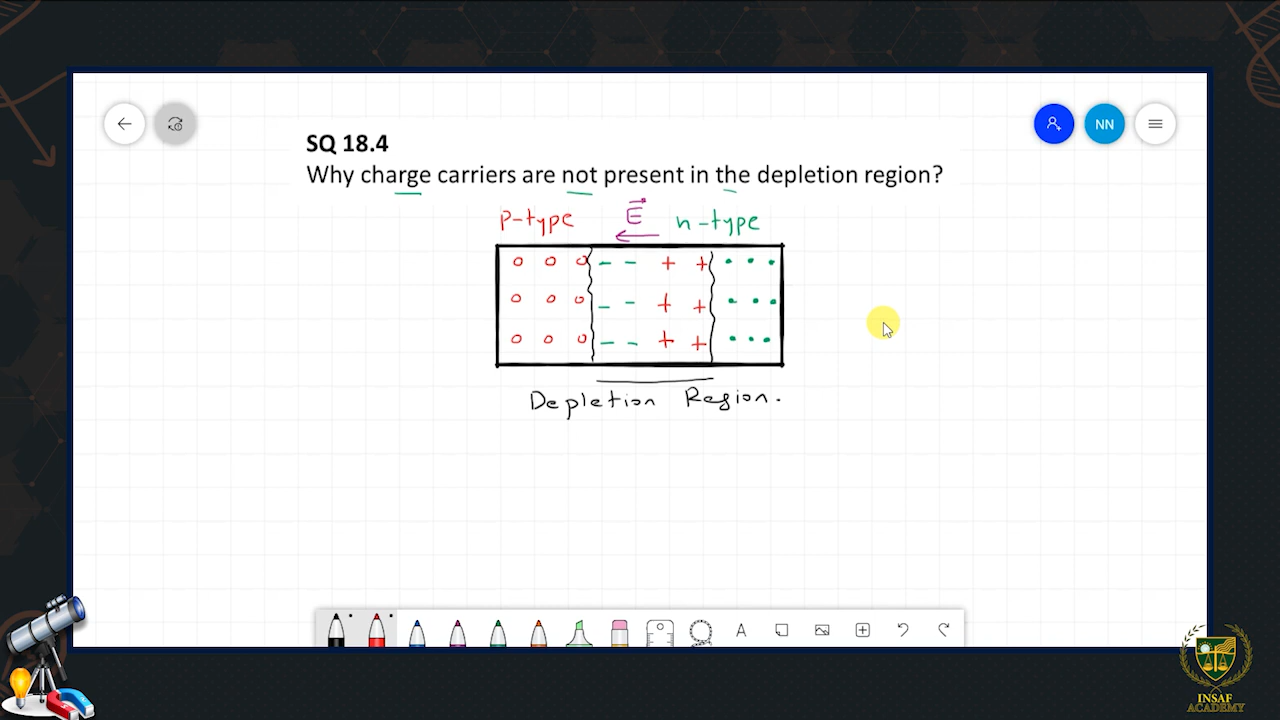 NN
SQ 18.4
Why charge carriers are not present in the depletion region?
p-type E n-type
o o o - - + + • • •
o o o - - + + • • •
o o o - - + + • • •
Depletion Region.
A
INSAF
ACADEMY